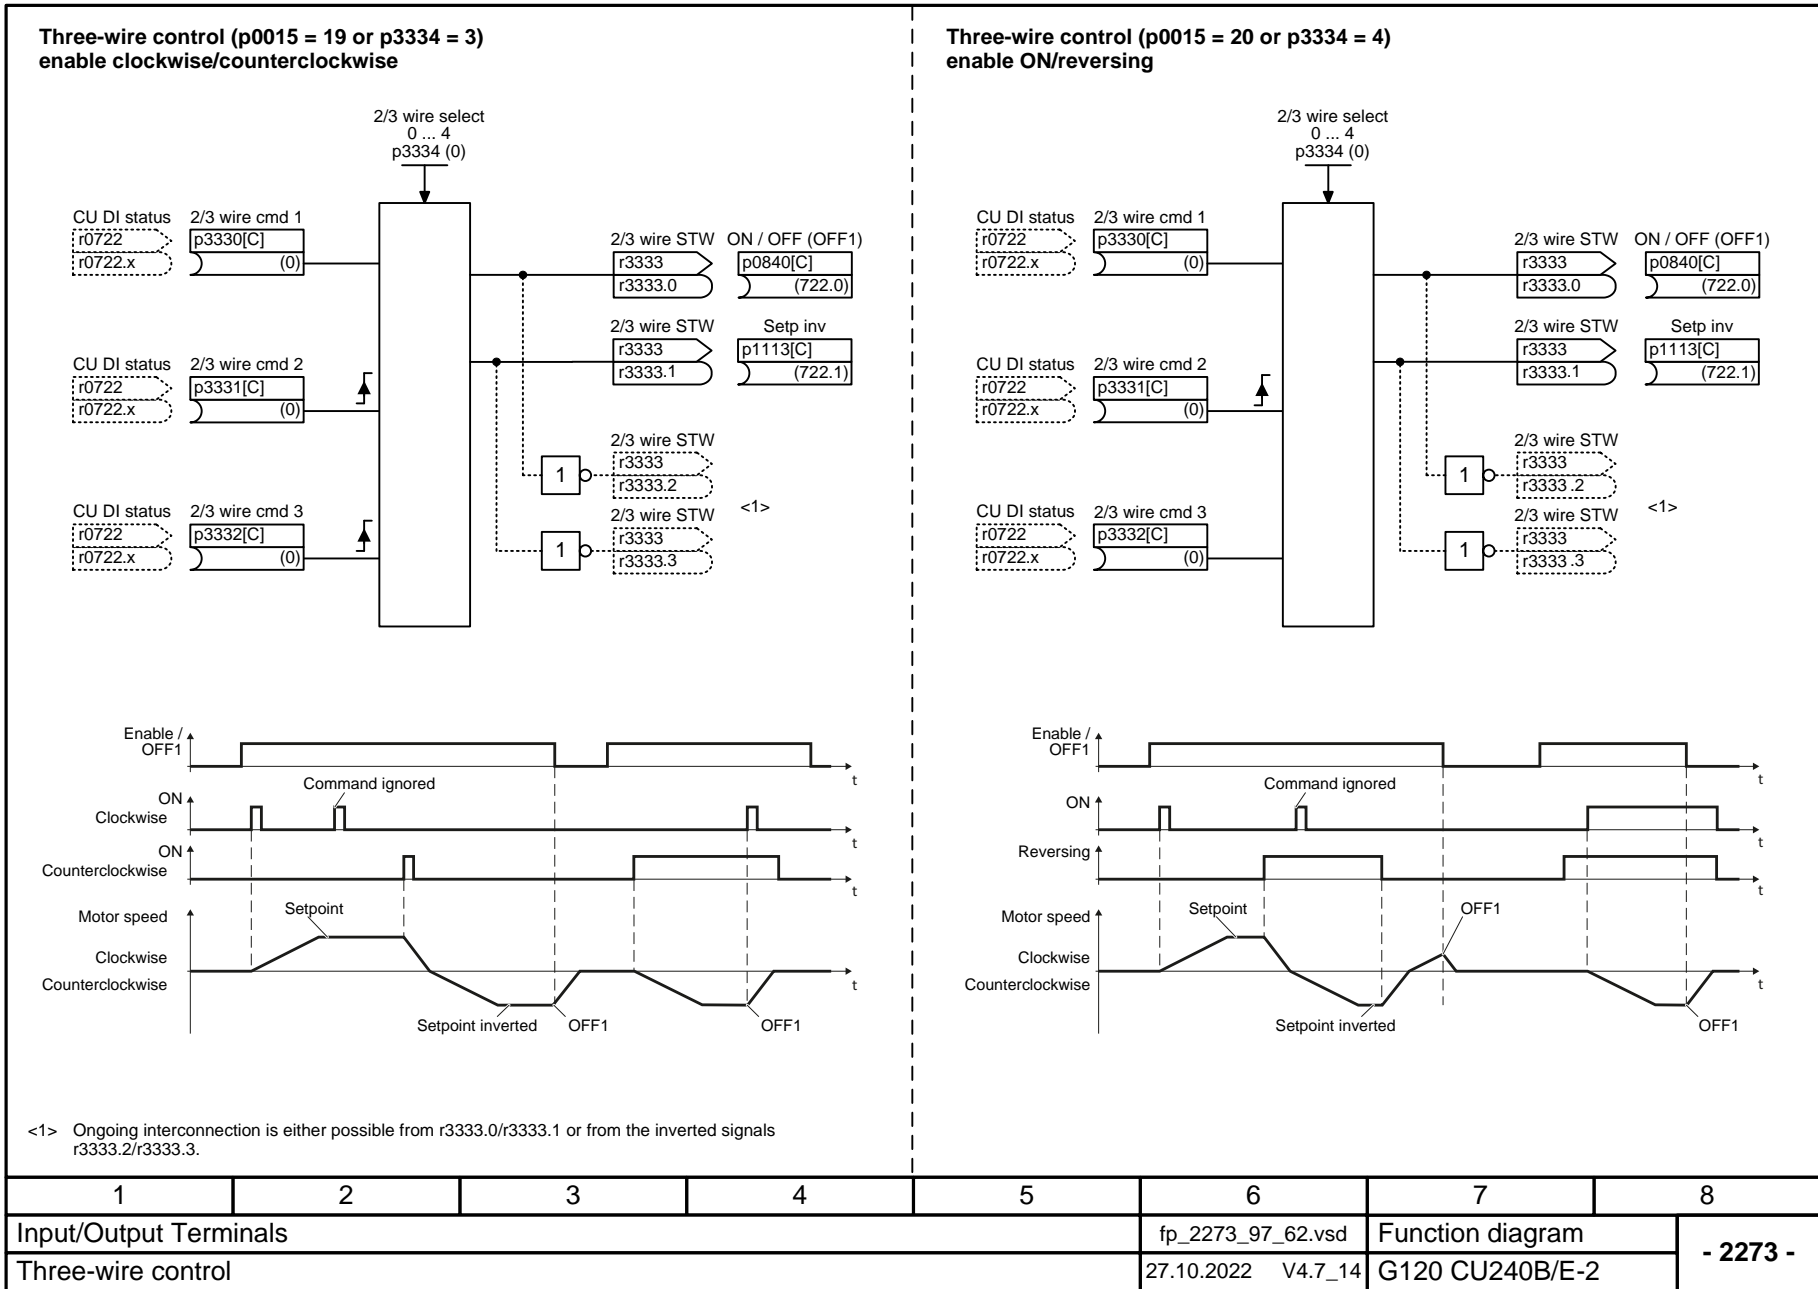 Three-wire control (p0015 = 19 or p3334 = 3)
enable clockwise/counterclockwise
2/3 wire select
0 ... 4
p3334 (0)
CU DI status 2/3 wire cmd 1
r0722 p3330[C]
r0722.x (0)
2/3 wire STW ON / OFF (OFF1)
r3333 p0840[C]
r3333.0 (722.0)
2/3 wire STW Setp inv
r3333 p1113[C]
r3333.1 (722.1)
CU DI status 2/3 wire cmd 2
r0722 p3331[C]
r0722.x (0)
2/3 wire STW
1 r3333
r3333.2
<1>
CU DI status 2/3 wire cmd 3
r0722 p3332[C]
r0722.x (0)
2/3 wire STW
1 r3333
r3333.3
Enable /
OFF1
t
Command ignored
ON
Clockwise
t
ON
Counterclockwise
t
Motor speed
Setpoint
Clockwise
Counterclockwise
t
Setpoint inverted OFF1 OFF1
<1> Ongoing interconnection is either possible from r3333.0/r3333.1 or from the inverted signals
r3333.2/r3333.3.
Three-wire control (p0015 = 20 or p3334 = 4)
enable ON/reversing
2/3 wire select
0 ... 4
p3334 (0)
CU DI status 2/3 wire cmd 1
r0722 p3330[C]
r0722.x (0)
2/3 wire STW ON / OFF (OFF1)
r3333 p0840[C]
r3333.0 (722.0)
2/3 wire STW Setp inv
r3333 p1113[C]
r3333.1 (722.1)
CU DI status 2/3 wire cmd 2
r0722 p3331[C]
r0722.x (0)
2/3 wire STW
1 r3333
r3333 .2
<1>
CU DI status 2/3 wire cmd 3
r0722 p3332[C]
r0722.x (0)
2/3 wire STW
1 r3333
r3333 .3
Enable /
OFF1
t
Command ignored
ON
t
Reversing
t
Motor speed
Setpoint OFF1
Clockwise
Counterclockwise
t
Setpoint inverted OFF1
1 2 3 4 5 6 7 8
Input/Output Terminals fp_2273_97_62.vsd Function diagram
- 2273 -
Three-wire control 27.10.2022 V4.7_14 G120 CU240B/E-2